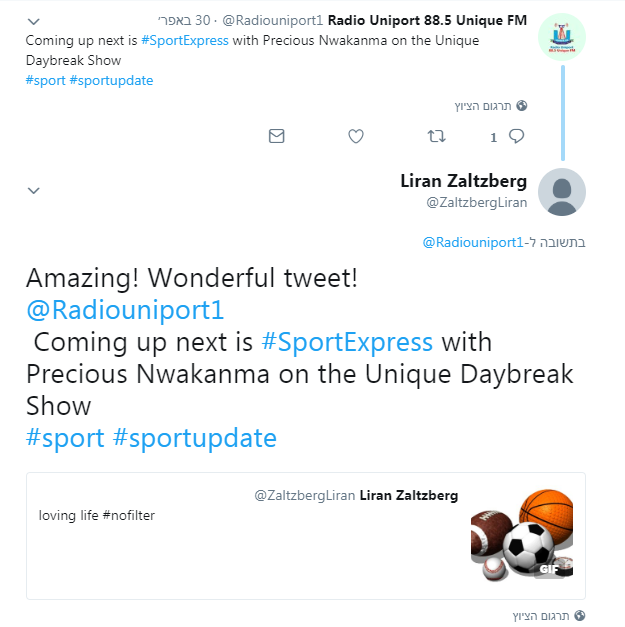 Radio Uniport 88.5 Unique FM @Radiouniport1 · 30 באפר׳
Coming up next is #SportExpress with Precious Nwakanma on the Unique
Daybreak Show
#sport #sportupdate
תרגום הציוץ
1
Liran Zaltzberg
@ZaltzbergLiran
בתשובה ל-@Radiouniport1
Amazing! Wonderful tweet!
@Radiouniport1
Coming up next is #SportExpress with
Precious Nwakanma on the Unique Daybreak
Show
#sport #sportupdate
Liran Zaltzberg @ZaltzbergLiran
loving life #nofilter
GIF
תרגום הציוץ